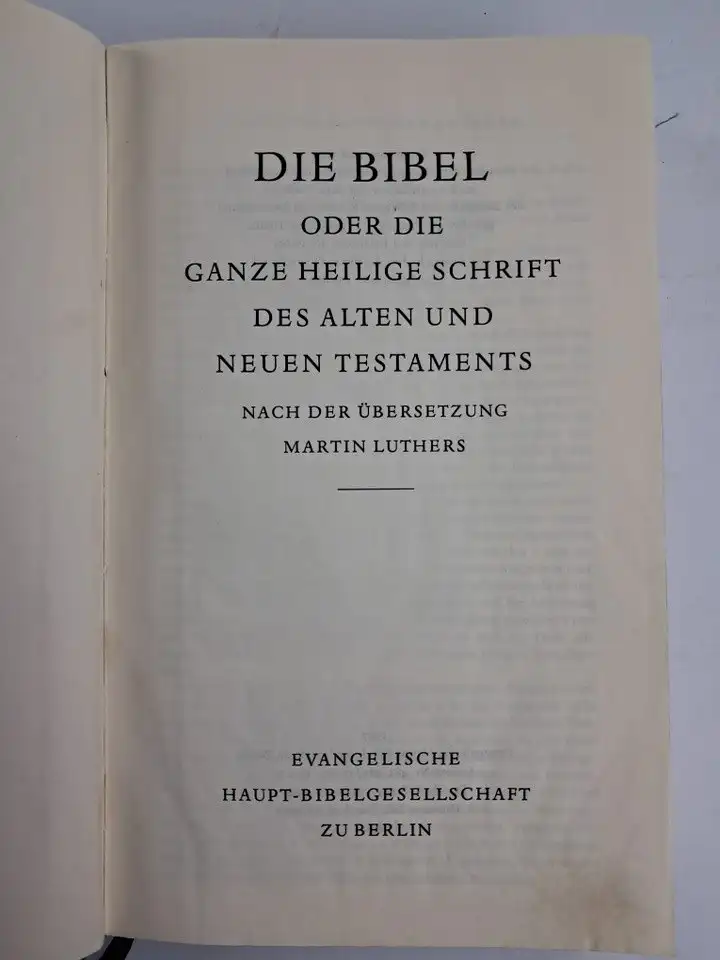 DIE BIBEL
ODER DIE
GANZE HEILIGE SCHRIFT
DES ALTEN UND
NEUEN TESTAMENTS
NACH DER ÜBERSETZUNG
MARTIN LUTHERS
EVANGELISCHE
HAUPT-BIBELGESELLSCHAFT
ZU BERLIN